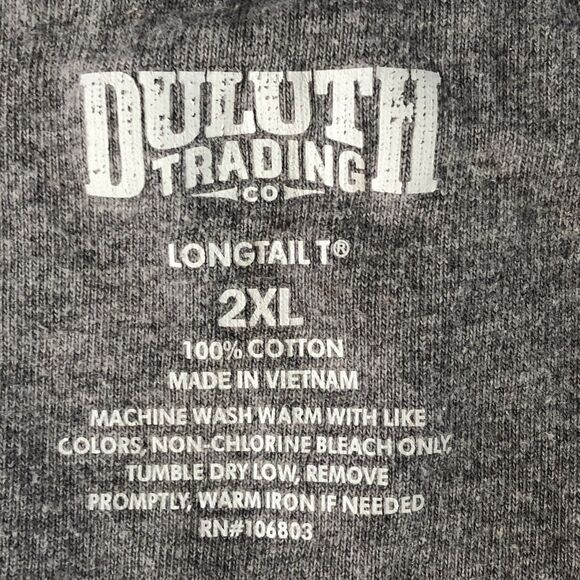 DULUTH
TRADING
CO
LONGTAIL T®
2XL
100% COTTON
MADE IN VIETNAM
MACHINE WASH WARM WITH LIKE
COLORS, NON-CHLORINE BLEACH ONLY,
TUMBLE DRY LOW, REMOVE
PROMPTLY, WARM IRON IF NEEDED
RN#106803